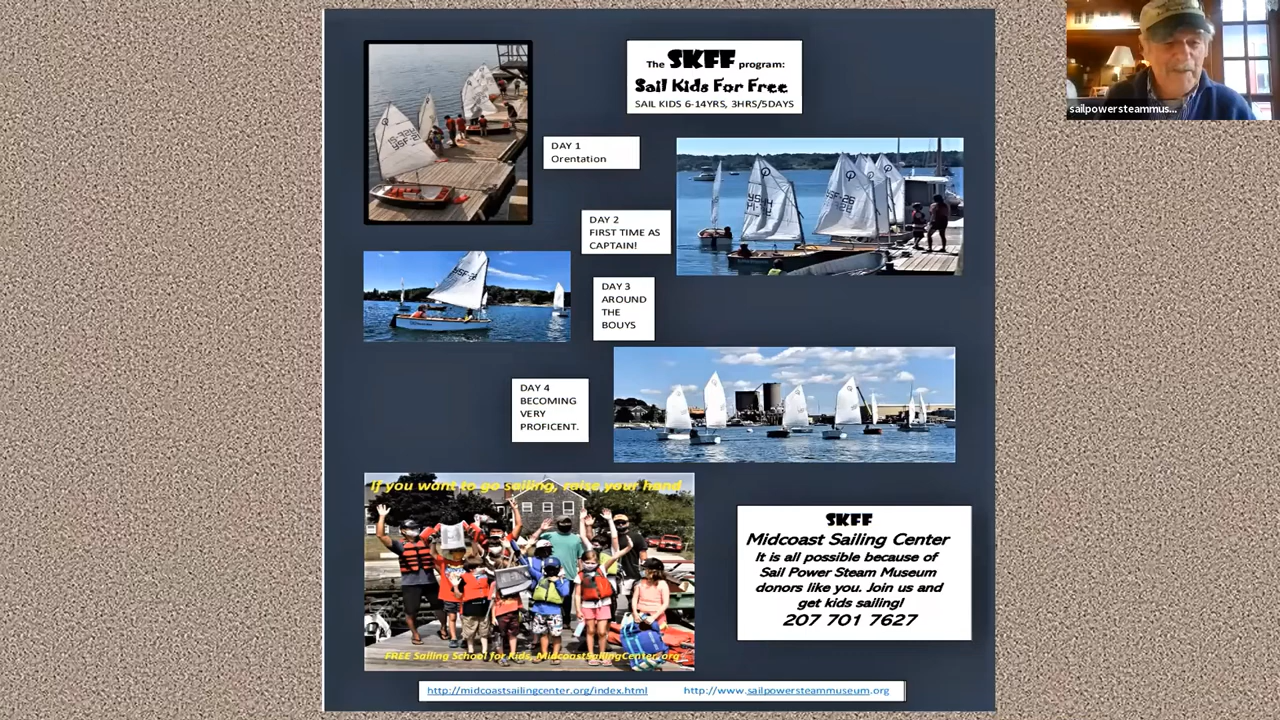 The SKFF program:
Sail Kids For Free
SAIL KIDS 6-14YRS, 3HRS/5DAYS
sailpowersteammus...
DAY 1
Orentation
DAY 2
FIRST TIME AS
CAPTAIN!
DAY 3
AROUND
THE
BOUYS
DAY 4
BECOMING
VERY
PROFICENT.
If you want to go sailing, raise your hand
FREE Sailing School for Kids, MidcoastSailingCenter.org
SKFF
Midcoast Sailing Center
It is all possible because of
Sail Power Steam Museum
donors like you. Join us and
get kids sailing!
207 701 7627
http://midcoastsailingcenter.org/index.html http://www.sailpowersteammuseum.org